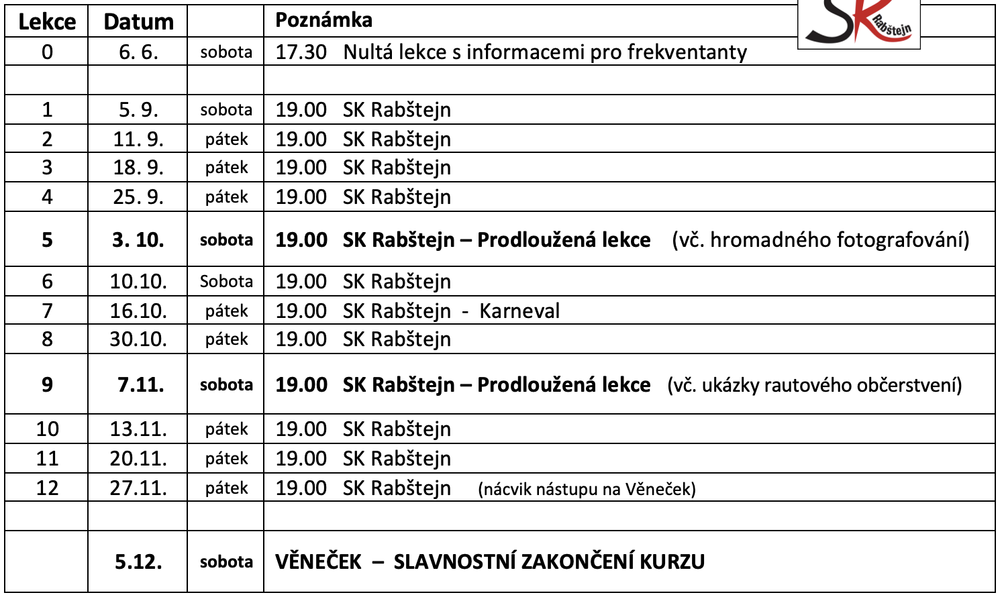 SK Rabštejn
Lekce Datum Poznámka
0 6. 6. sobota 17.30 Nultá lekce s informacemi pro frekventanty
1 5. 9. sobota 19.00 SK Rabštejn
2 11. 9. pátek 19.00 SK Rabštejn
3 18. 9. pátek 19.00 SK Rabštejn
4 25. 9. pátek 19.00 SK Rabštejn
5 3. 10. sobota 19.00 SK Rabštejn – Prodloužená lekce (vč. hromadného fotografování)
6 10.10. Sobota 19.00 SK Rabštejn
7 16.10. pátek 19.00 SK Rabštejn - Karneval
8 30.10. pátek 19.00 SK Rabštejn
9 7.11. sobota 19.00 SK Rabštejn – Prodloužená lekce (vč. ukázky rautového občerstvení)
10 13.11. pátek 19.00 SK Rabštejn
11 20.11. pátek 19.00 SK Rabštejn
12 27.11. pátek 19.00 SK Rabštejn (nácvik nástupu na Věneček)
5.12. sobota VĚNEČEK – SLAVNOSTNÍ ZAKONČENÍ KURZU